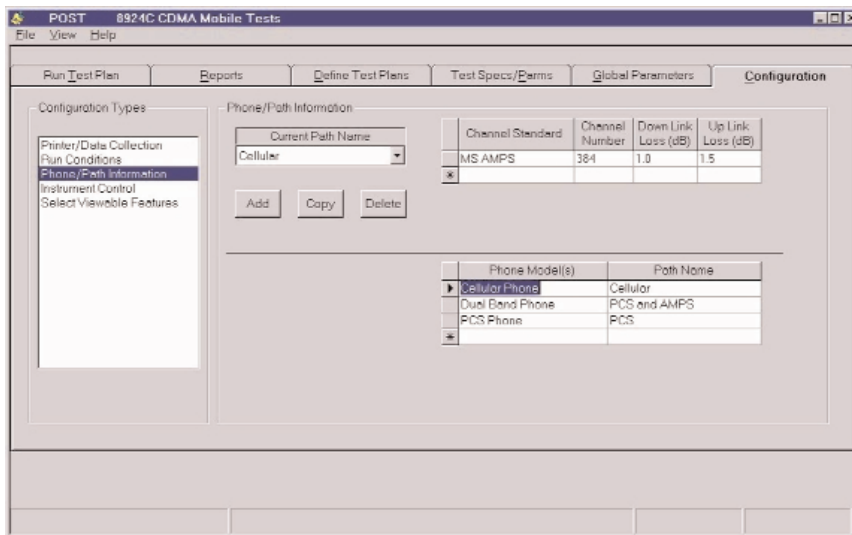 POST 8924C CDMA Mobile Tests
File View Help
Run Test Plan Reports Define Test Plans Test Specs/Parms Global Parameters Configuration
Configuration Types
Printer/Data Collection
Run Conditions
Phone/Path Information
Instrument Control
Select Viewable Features
Phone/Path Information
Current Path Name
Cellular
Add Copy Delete
Channel Standard Channel Number Down Link Loss (dB) Up Link Loss (dB)
MS AMPS 384 1.0 1.5
Phone Model(s) Path Name
Cellular Phone Cellular
Dual Band Phone PCS and AMPS
PCS Phone PCS